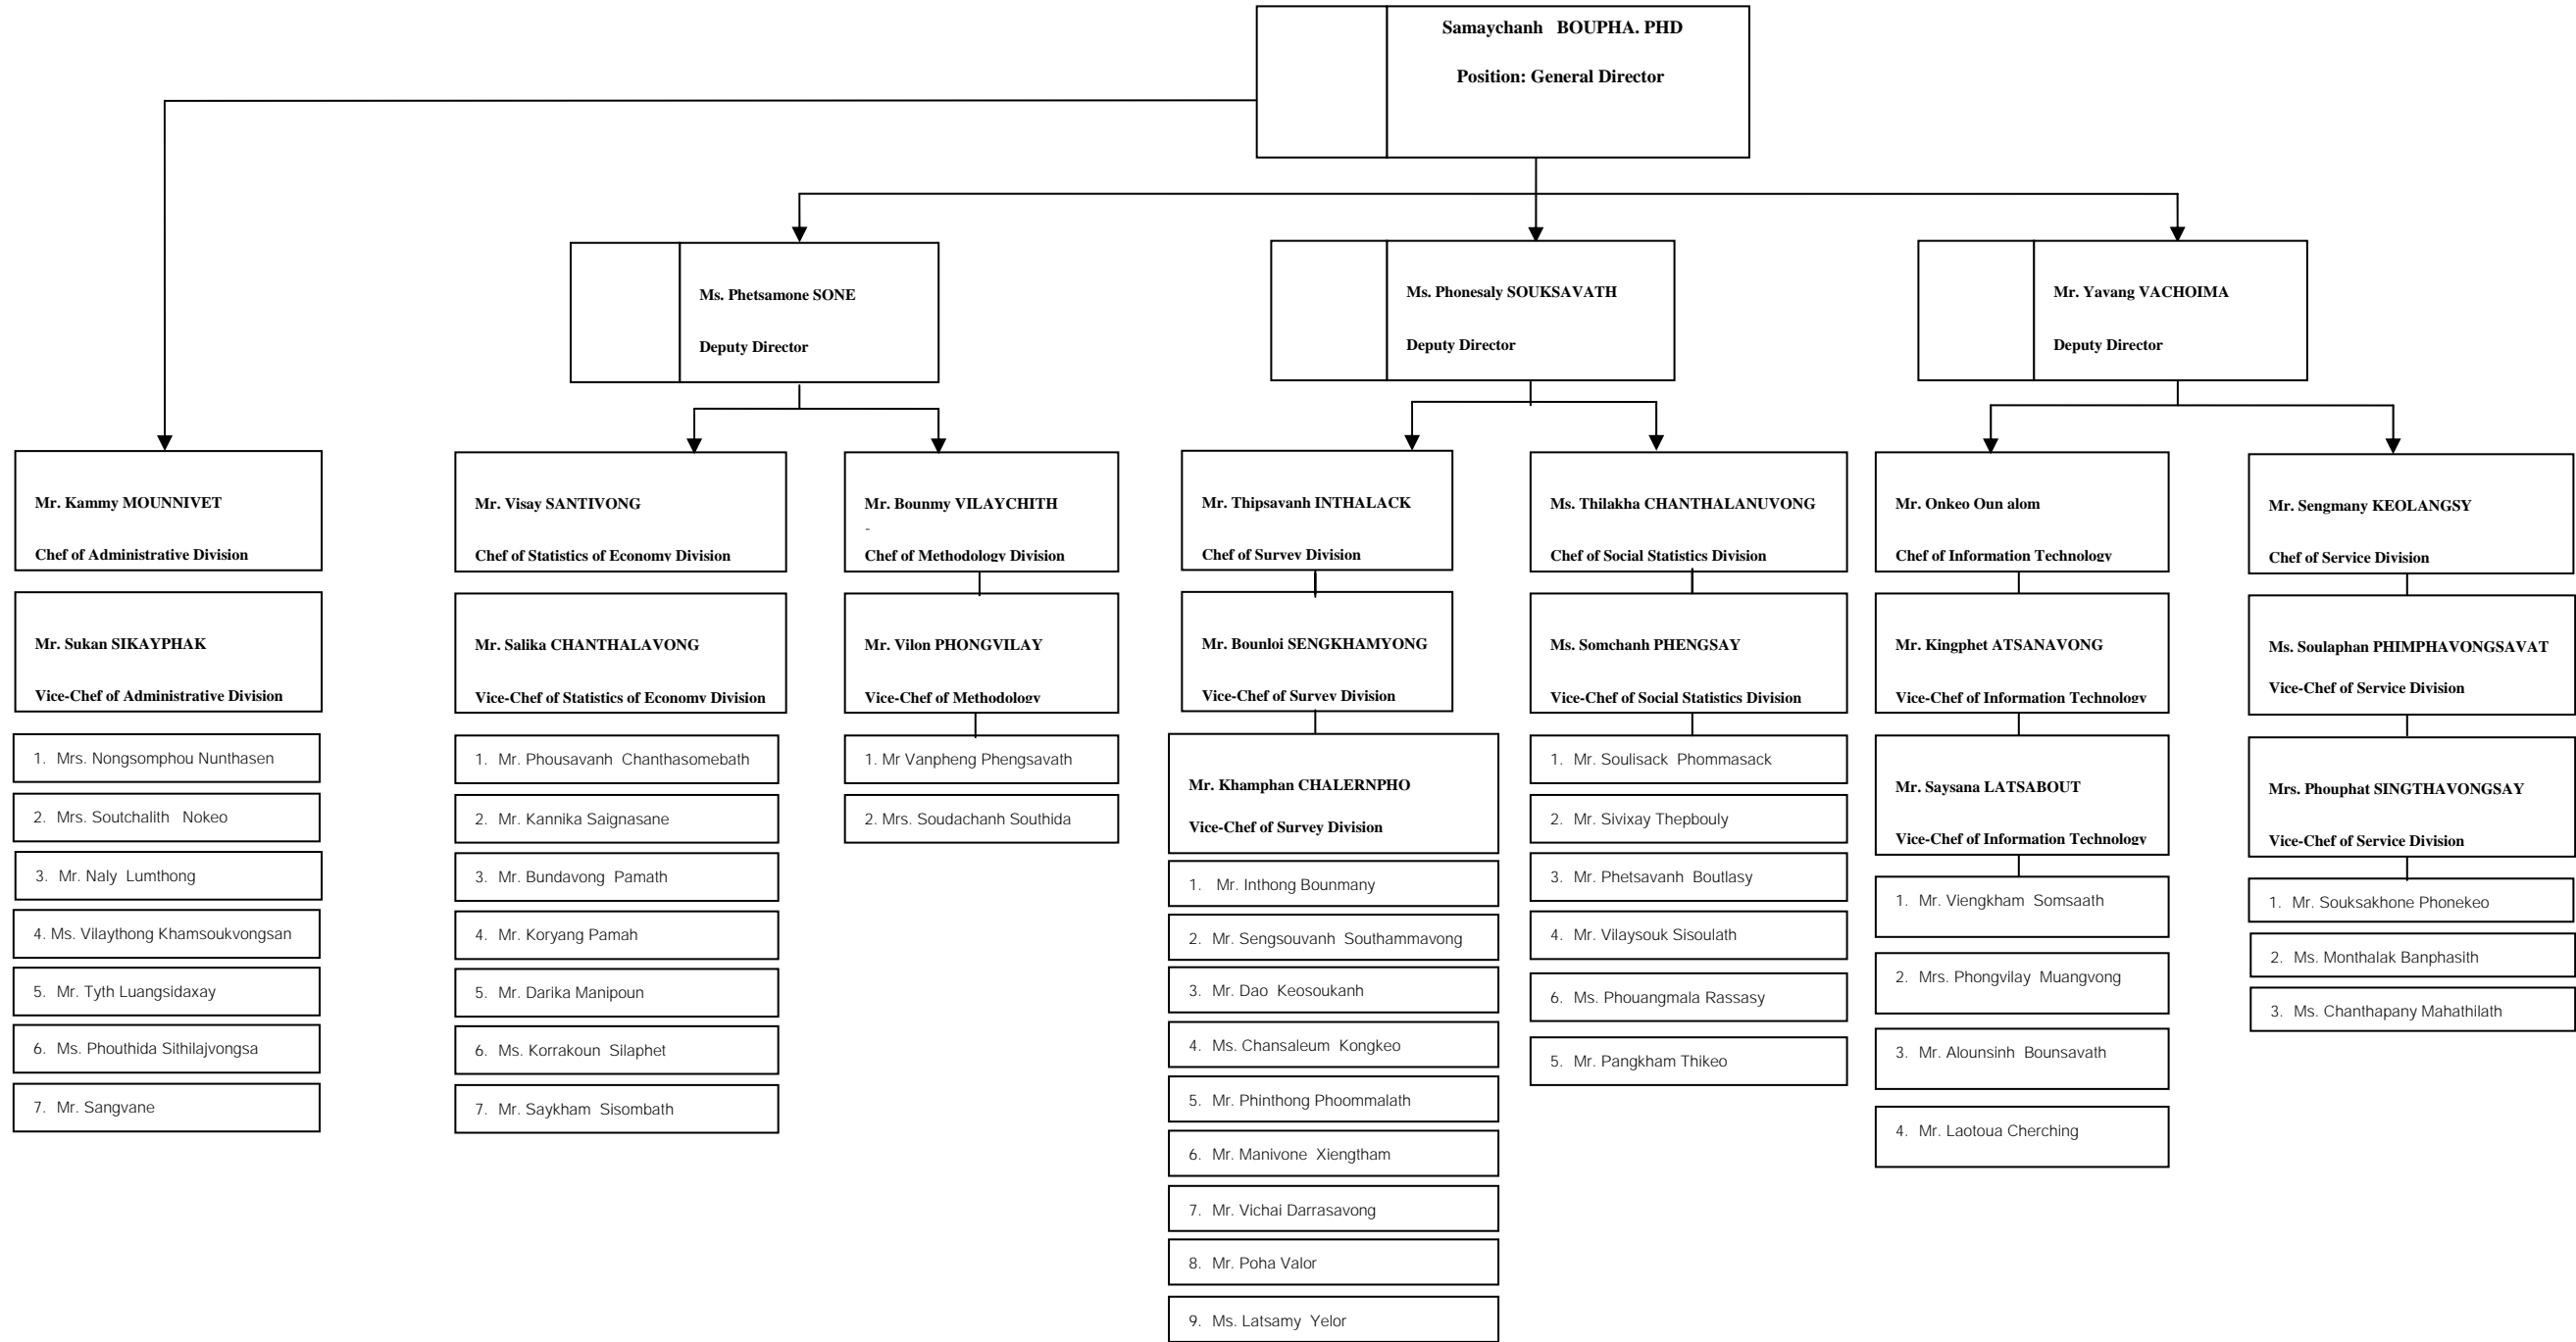 Samaychanh BOUPHA. PHD
Position: General Director
Ms. Phetsamone SONE
Deputy Director
Ms. Phonesaly SOUKSAVATH
Deputy Director
Mr. Yavang VACHOIMA
Deputy Director
Mr. Kammy MOUNNIVET
Chef of Administrative Division
Mr. Sukan SIKAYPHAK
Vice-Chef of Administrative Division
1. Mrs. Nongsomphou Nunthasen
2. Mrs. Soutchalith Nokeo
3. Mr. Naly Lumthong
4. Ms. Vilaythong Khamsoukvongsan
5. Mr. Tyth Luangsidaxay
6. Ms. Phouthida Sithilajvongsa
7. Mr. Sangvane
Mr. Visay SANTIVONG
Chef of Statistics of Economy Division
Mr. Salika CHANTHALAVONG
Vice-Chef of Statistics of Economy Division
1. Mr. Phousavanh Chanthasomebath
2. Mr. Kannika Saignasane
3. Mr. Bundavong Pamath
4. Mr. Koryang Pamah
5. Mr. Darika Manipoun
6. Ms. Korrakoun Silaphet
7. Mr. Saykham Sisombath
Mr. Bounmy VILAYCHITH
-
Chef of Methodology Division
Mr. Vilon PHONGVILAY
Vice-Chef of Methodology
1. Mr Vanpheng Phengsavath
2. Mrs. Soudachanh Southida
Mr. Thipsavanh INTHALACK
Chef of Survey Division
Mr. Bounloi SENGKHAMYONG
Vice-Chef of Survey Division
Mr. Khamphan CHALERNPHO
Vice-Chef of Survey Division
1. Mr. Inthong Bounmany
2. Mr. Sengsouvanh Southammavong
3. Mr. Dao Keosoukanh
4. Ms. Chansaleum Kongkeo
5. Mr. Phinthong Phoommalath
6. Mr. Manivone Xiengtham
7. Mr. Vichai Darrasavong
8. Mr. Poha Valor
9. Ms. Latsamy Yelor
Ms. Thilakha CHANTHALANUVONG
Chef of Social Statistics Division
Ms. Somchanh PHENGSAY
Vice-Chef of Social Statistics Division
1. Mr. Soulisack Phommasack
2. Mr. Sivixay Thepbouly
3. Mr. Phetsavanh Boutlasy
4. Mr. Vilaysouk Sisoulath
6. Ms. Phouangmala Rassasy
5. Mr. Pangkham Thikeo
Mr. Onkeo Oun alom
Chef of Information Technology
Mr. Kingphet ATSANAVONG
Vice-Chef of Information Technology
Mr. Saysana LATSABOUT
Vice-Chef of Information Technology
1. Mr. Viengkham Somsaath
2. Mrs. Phongvilay Muangvong
3. Mr. Alounsinh Bounsavath
4. Mr. Laotoua Cherching
Mr. Sengmany KEOLANGSY
Chef of Service Division
Ms. Soulaphan PHIMPHAVONGSAVAT
Vice-Chef of Service Division
Mrs. Phouphat SINGTHAVONGSAY
Vice-Chef of Service Division
1. Mr. Souksakhone Phonekeo
2. Ms. Monthalak Banphasith
3. Ms. Chanthapany Mahathilath